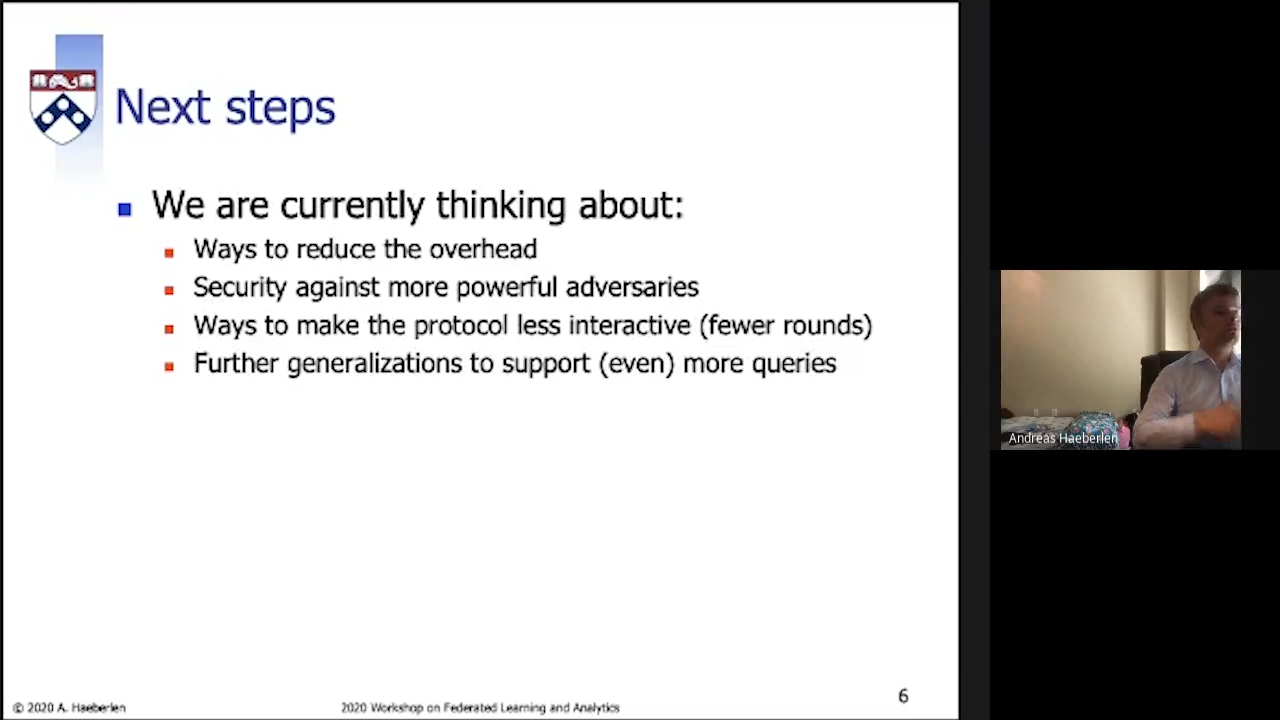 Next steps
We are currently thinking about:
Ways to reduce the overhead
Security against more powerful adversaries
Ways to make the protocol less interactive (fewer rounds)
Further generalizations to support (even) more queries
Andreas Haeberlen
© 2020 A. Haeberlen
2020 Workshop on Federated Learning and Analytics
6